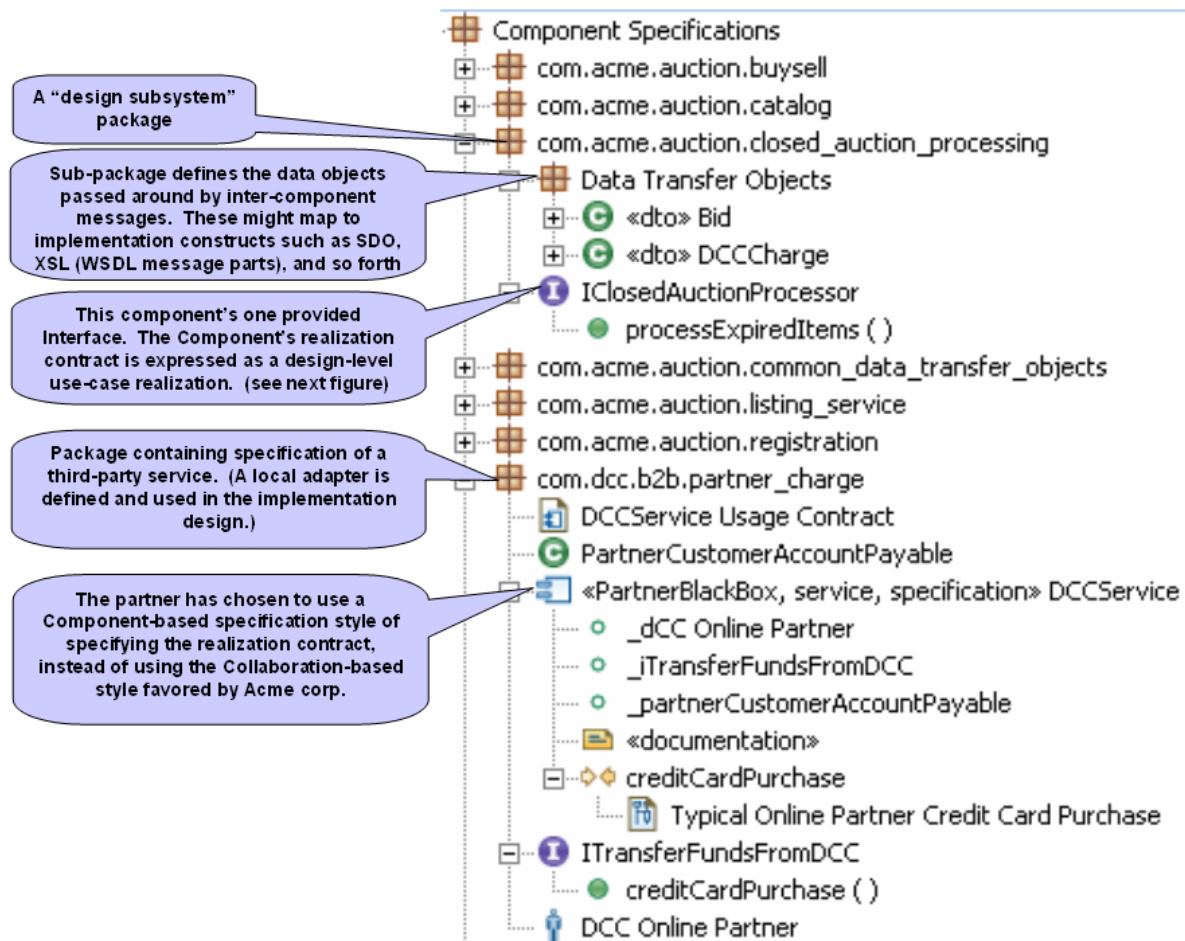 Component Specifications
com.acme.auction.buysell
com.acme.auction.catalog
com.acme.auction.closed_auction_processing
Data Transfer Objects
«dto» Bid
«dto» DCCCharge
IClosedAuctionProcessor
processExpiredItems ( )
com.acme.auction.common_data_transfer_objects
com.acme.auction.listing_service
com.acme.auction.registration
com.dcc.b2b.partner_charge
DCCService Usage Contract
PartnerCustomerAccountPayable
«PartnerBlackBox, service, specification» DCCService
_dCC Online Partner
_iTransferFundsFromDCC
_partnerCustomerAccountPayable
«documentation»
creditCardPurchase
Typical Online Partner Credit Card Purchase
ITransferFundsFromDCC
creditCardPurchase ( )
DCC Online Partner
A “design subsystem”
package
Sub-package defines the data objects
passed around by inter-component
messages. These might map to
implementation constructs such as SDO,
XSL (WSDL message parts), and so forth
This component’s one provided
Interface. The Component’s realization
contract is expressed as a design-level
use-case realization. (see next figure)
Package containing specification of a
third-party service. (A local adapter is
defined and used in the implementation
design.)
The partner has chosen to use a
Component-based specification style of
specifying the realization contract,
instead of using the Collaboration-based
style favored by Acme corp.